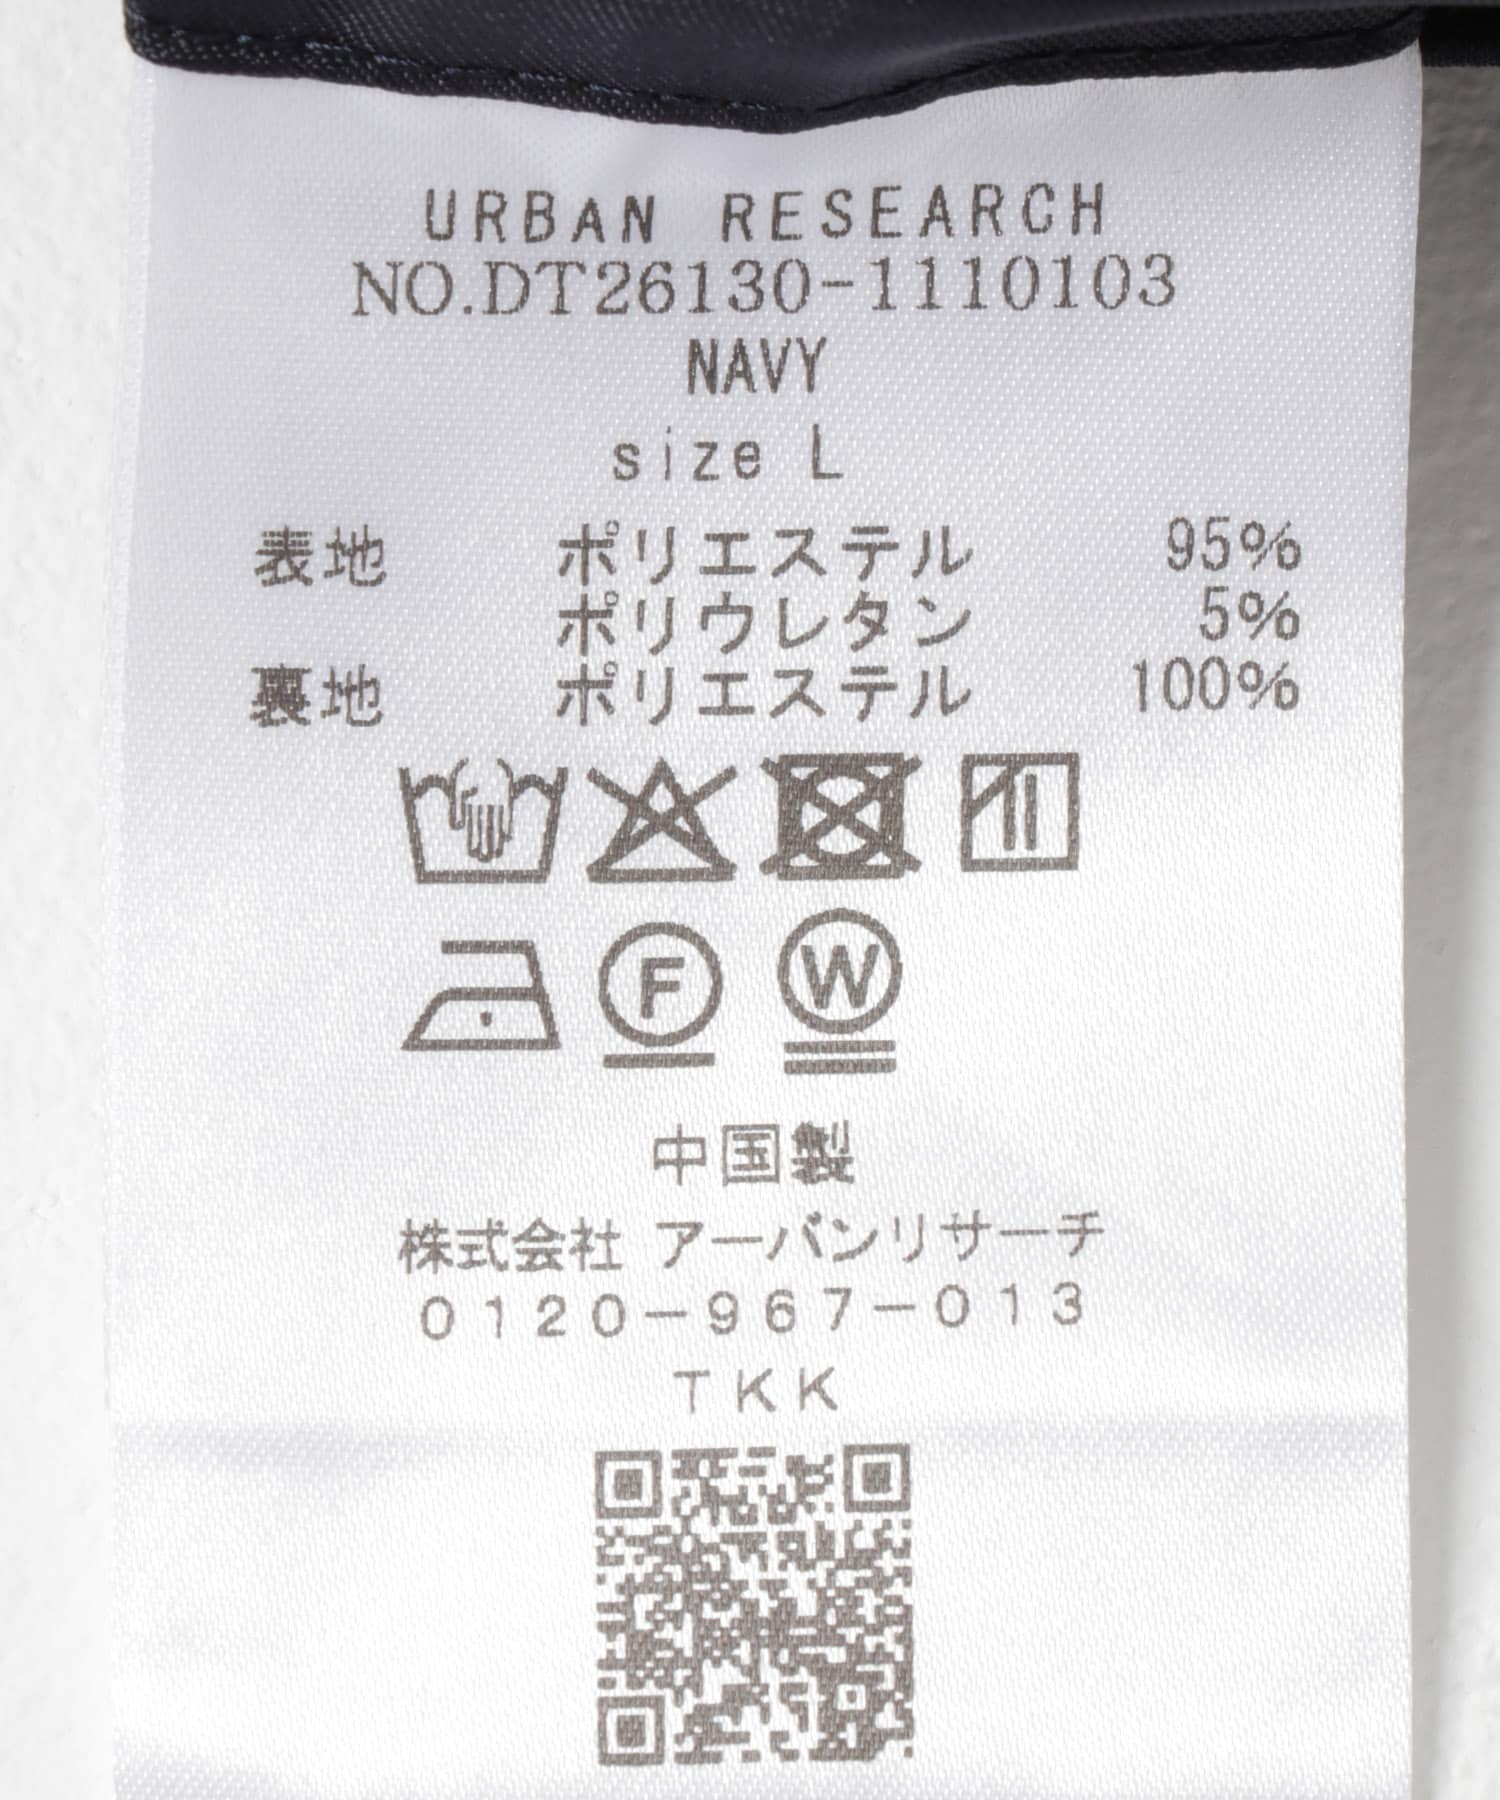 URBAN RESEARCH
NO.DT26130-1110103
NAVY
size L
表地 ポリエステル 95%
ポリウレタン 5%
裏地 ポリエステル 100%
F W
中国製
株式会社 アーバンリサーチ
0120-967-013
TKK